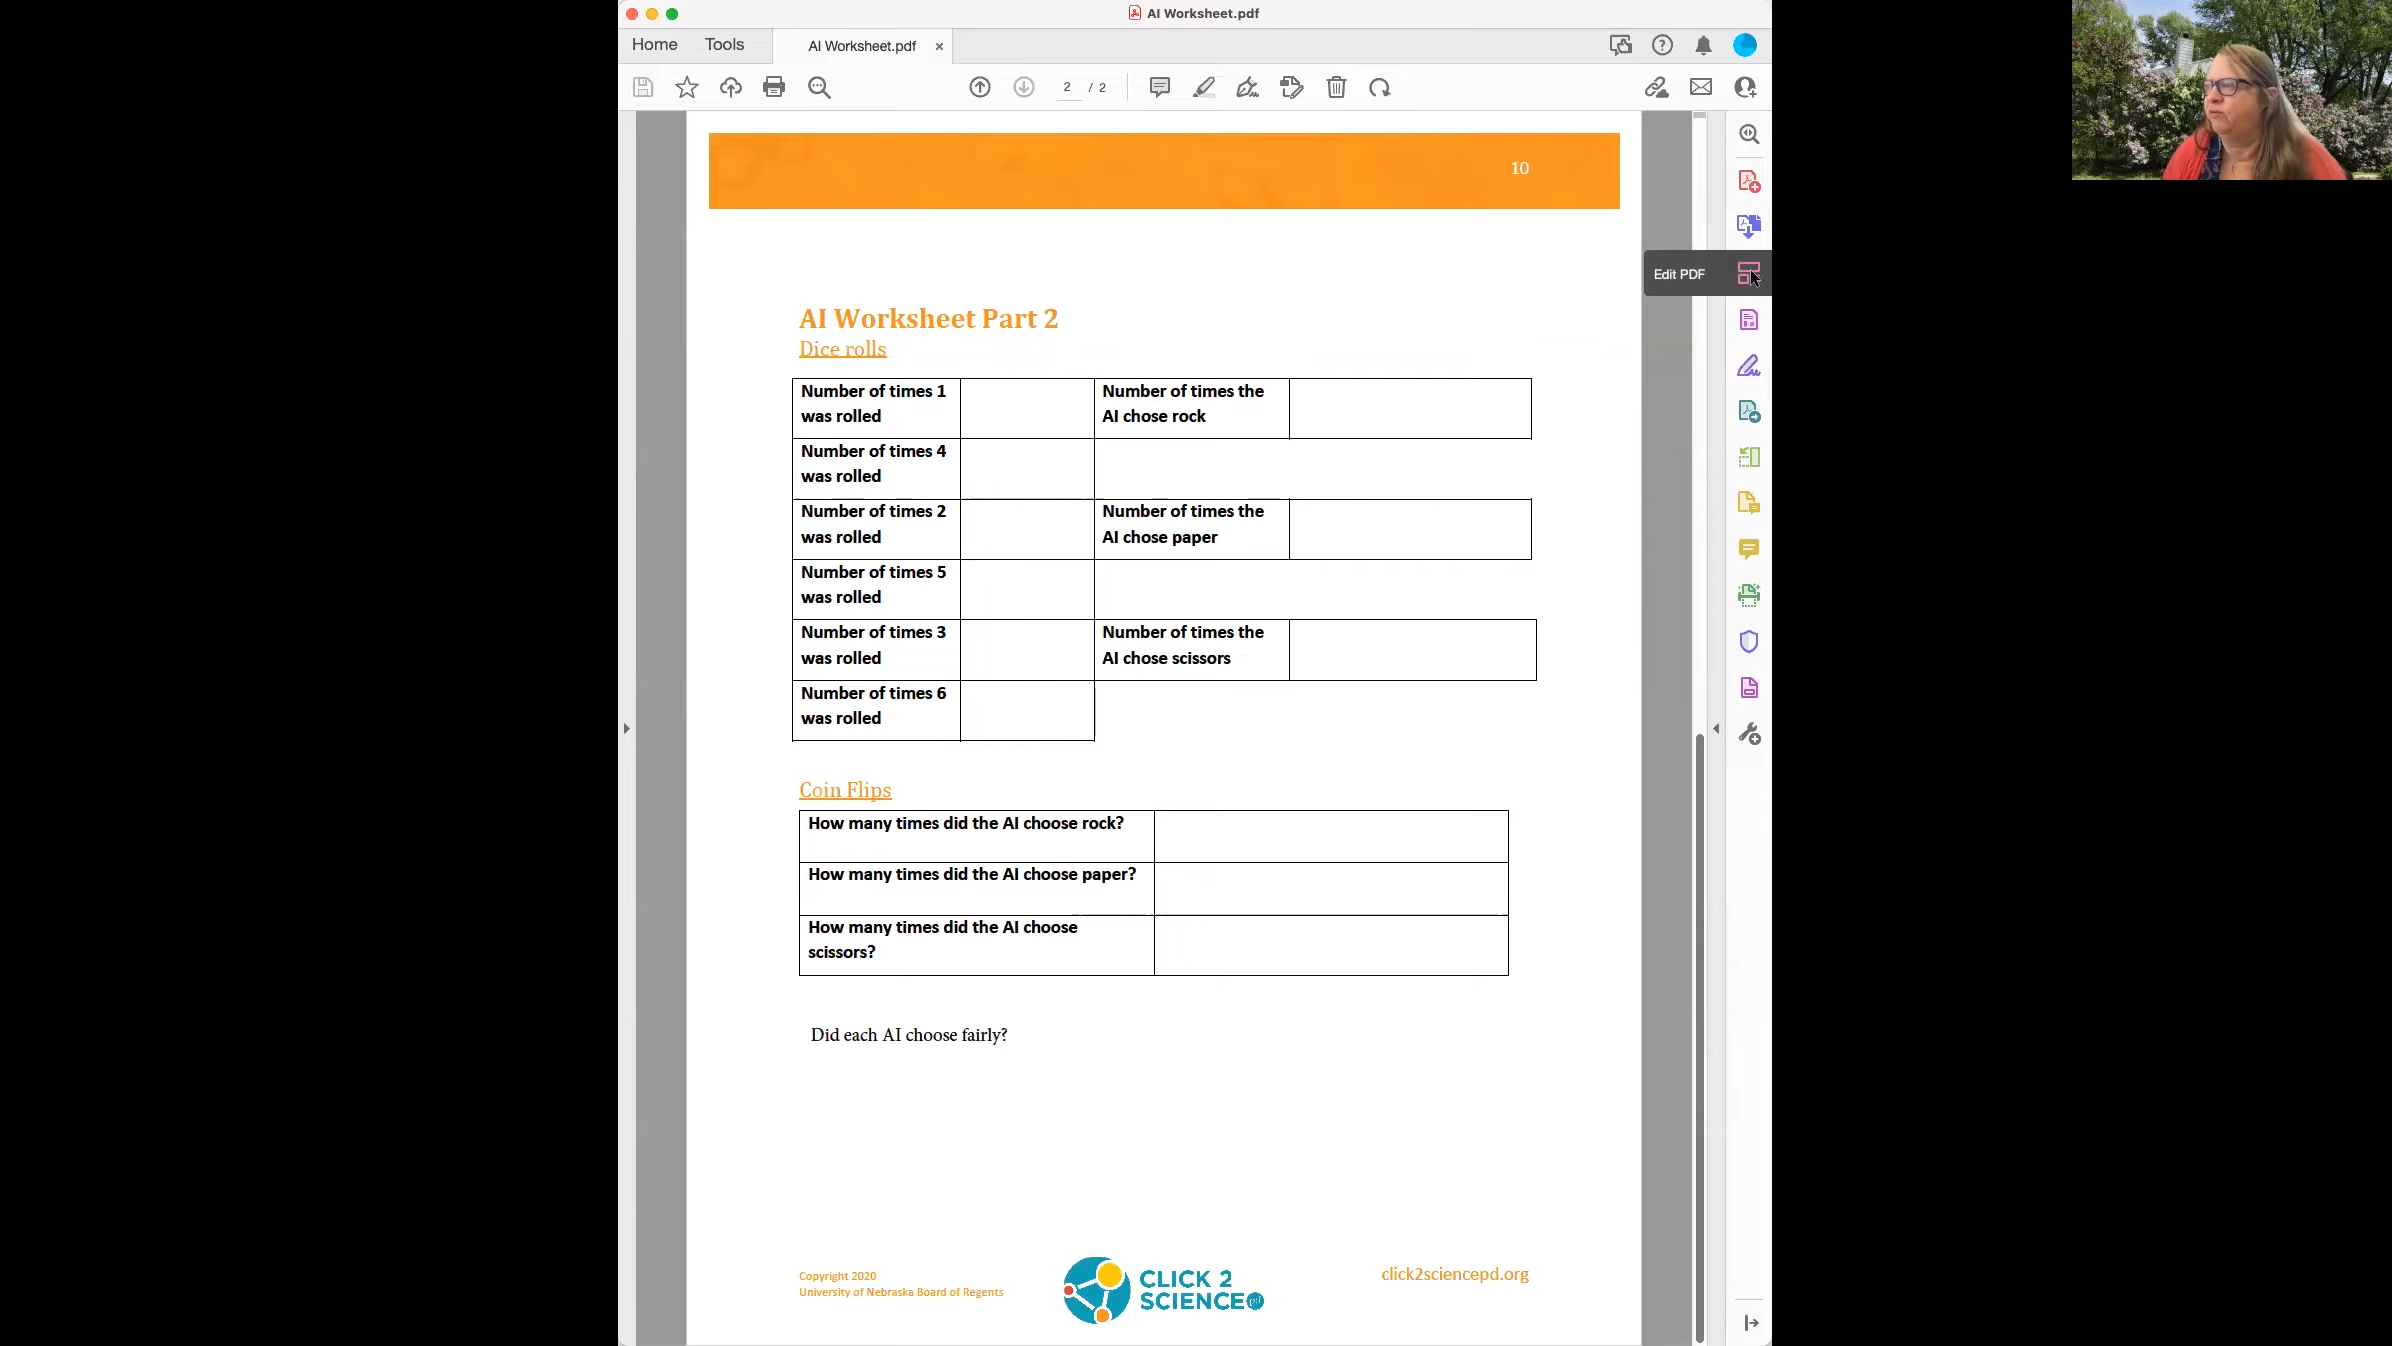 AI Worksheet.pdf
Home
Tools
AI Worksheet.pdf
2 / 2
10
Edit PDF
AI Worksheet Part 2
Dice rolls
Number of times 1
was rolled
Number of times the
AI chose rock
Number of times 4
was rolled
Number of times 2
was rolled
Number of times the
AI chose paper
Number of times 5
was rolled
Number of times 3
was rolled
Number of times the
AI chose scissors
Number of times 6
was rolled
Coin Flips
How many times did the AI choose rock?
How many times did the AI choose paper?
How many times did the AI choose
scissors?
Did each AI choose fairly?
Copyright 2020
University of Nebraska Board of Regents
CLICK 2
SCIENCE pd
click2sciencepd.org